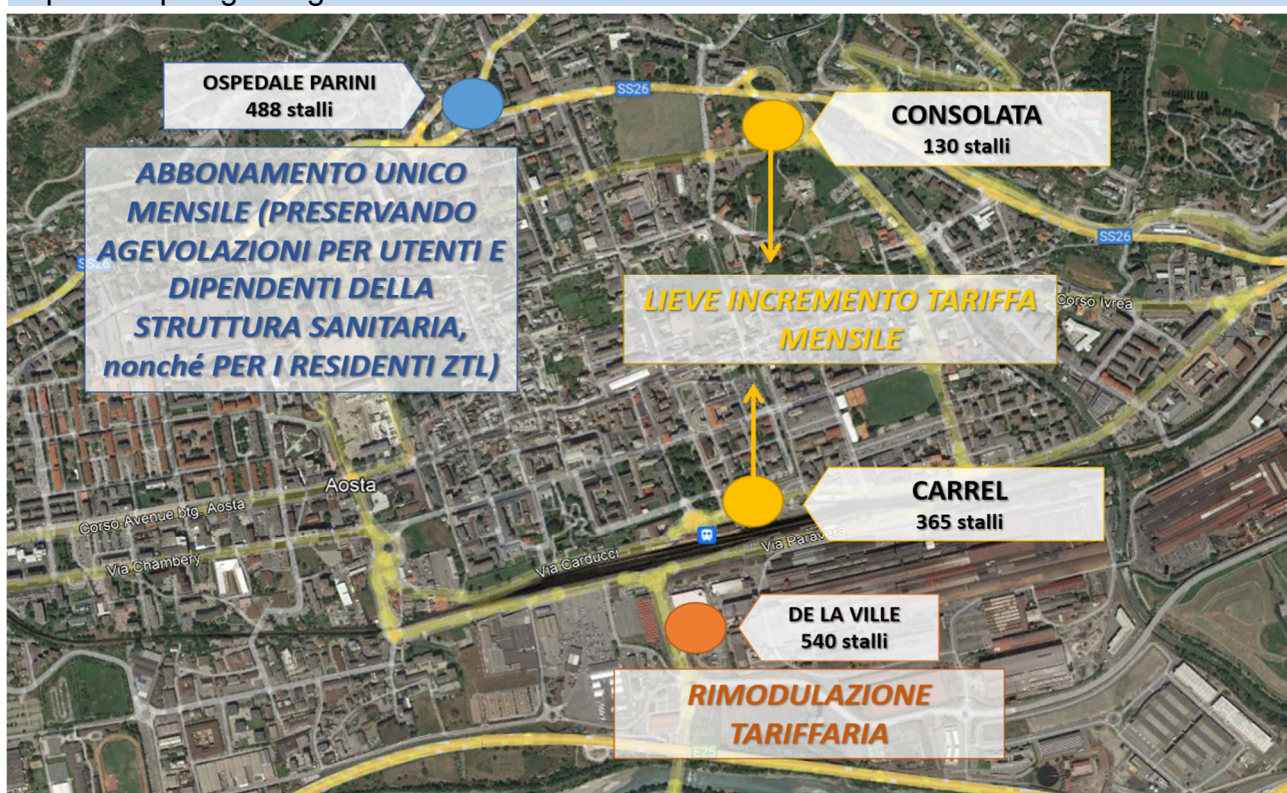 OSPEDALE PARINI
488 stalli
SS26
CONSOLATA
130 stalli
ABBONAMENTO UNICO
MENSILE (PRESERVANDO
AGEVOLAZIONI PER UTENTI E
DIPENDENTI DELLA
STRUTTURA SANITARIA,
nonché PER I RESIDENTI ZTL)
SS26
SS26
LIEVE INCREMENTO TARIFFA
MENSILE
Corso Ivrea
Aosta
Corso-Avenue btg. Aosta
Via Chambery
CARREL
365 stalli
Via Carducci
Via Paravera
DE LA VILLE
540 stalli
RIMODULAZIONE
TARIFFARIA
E25